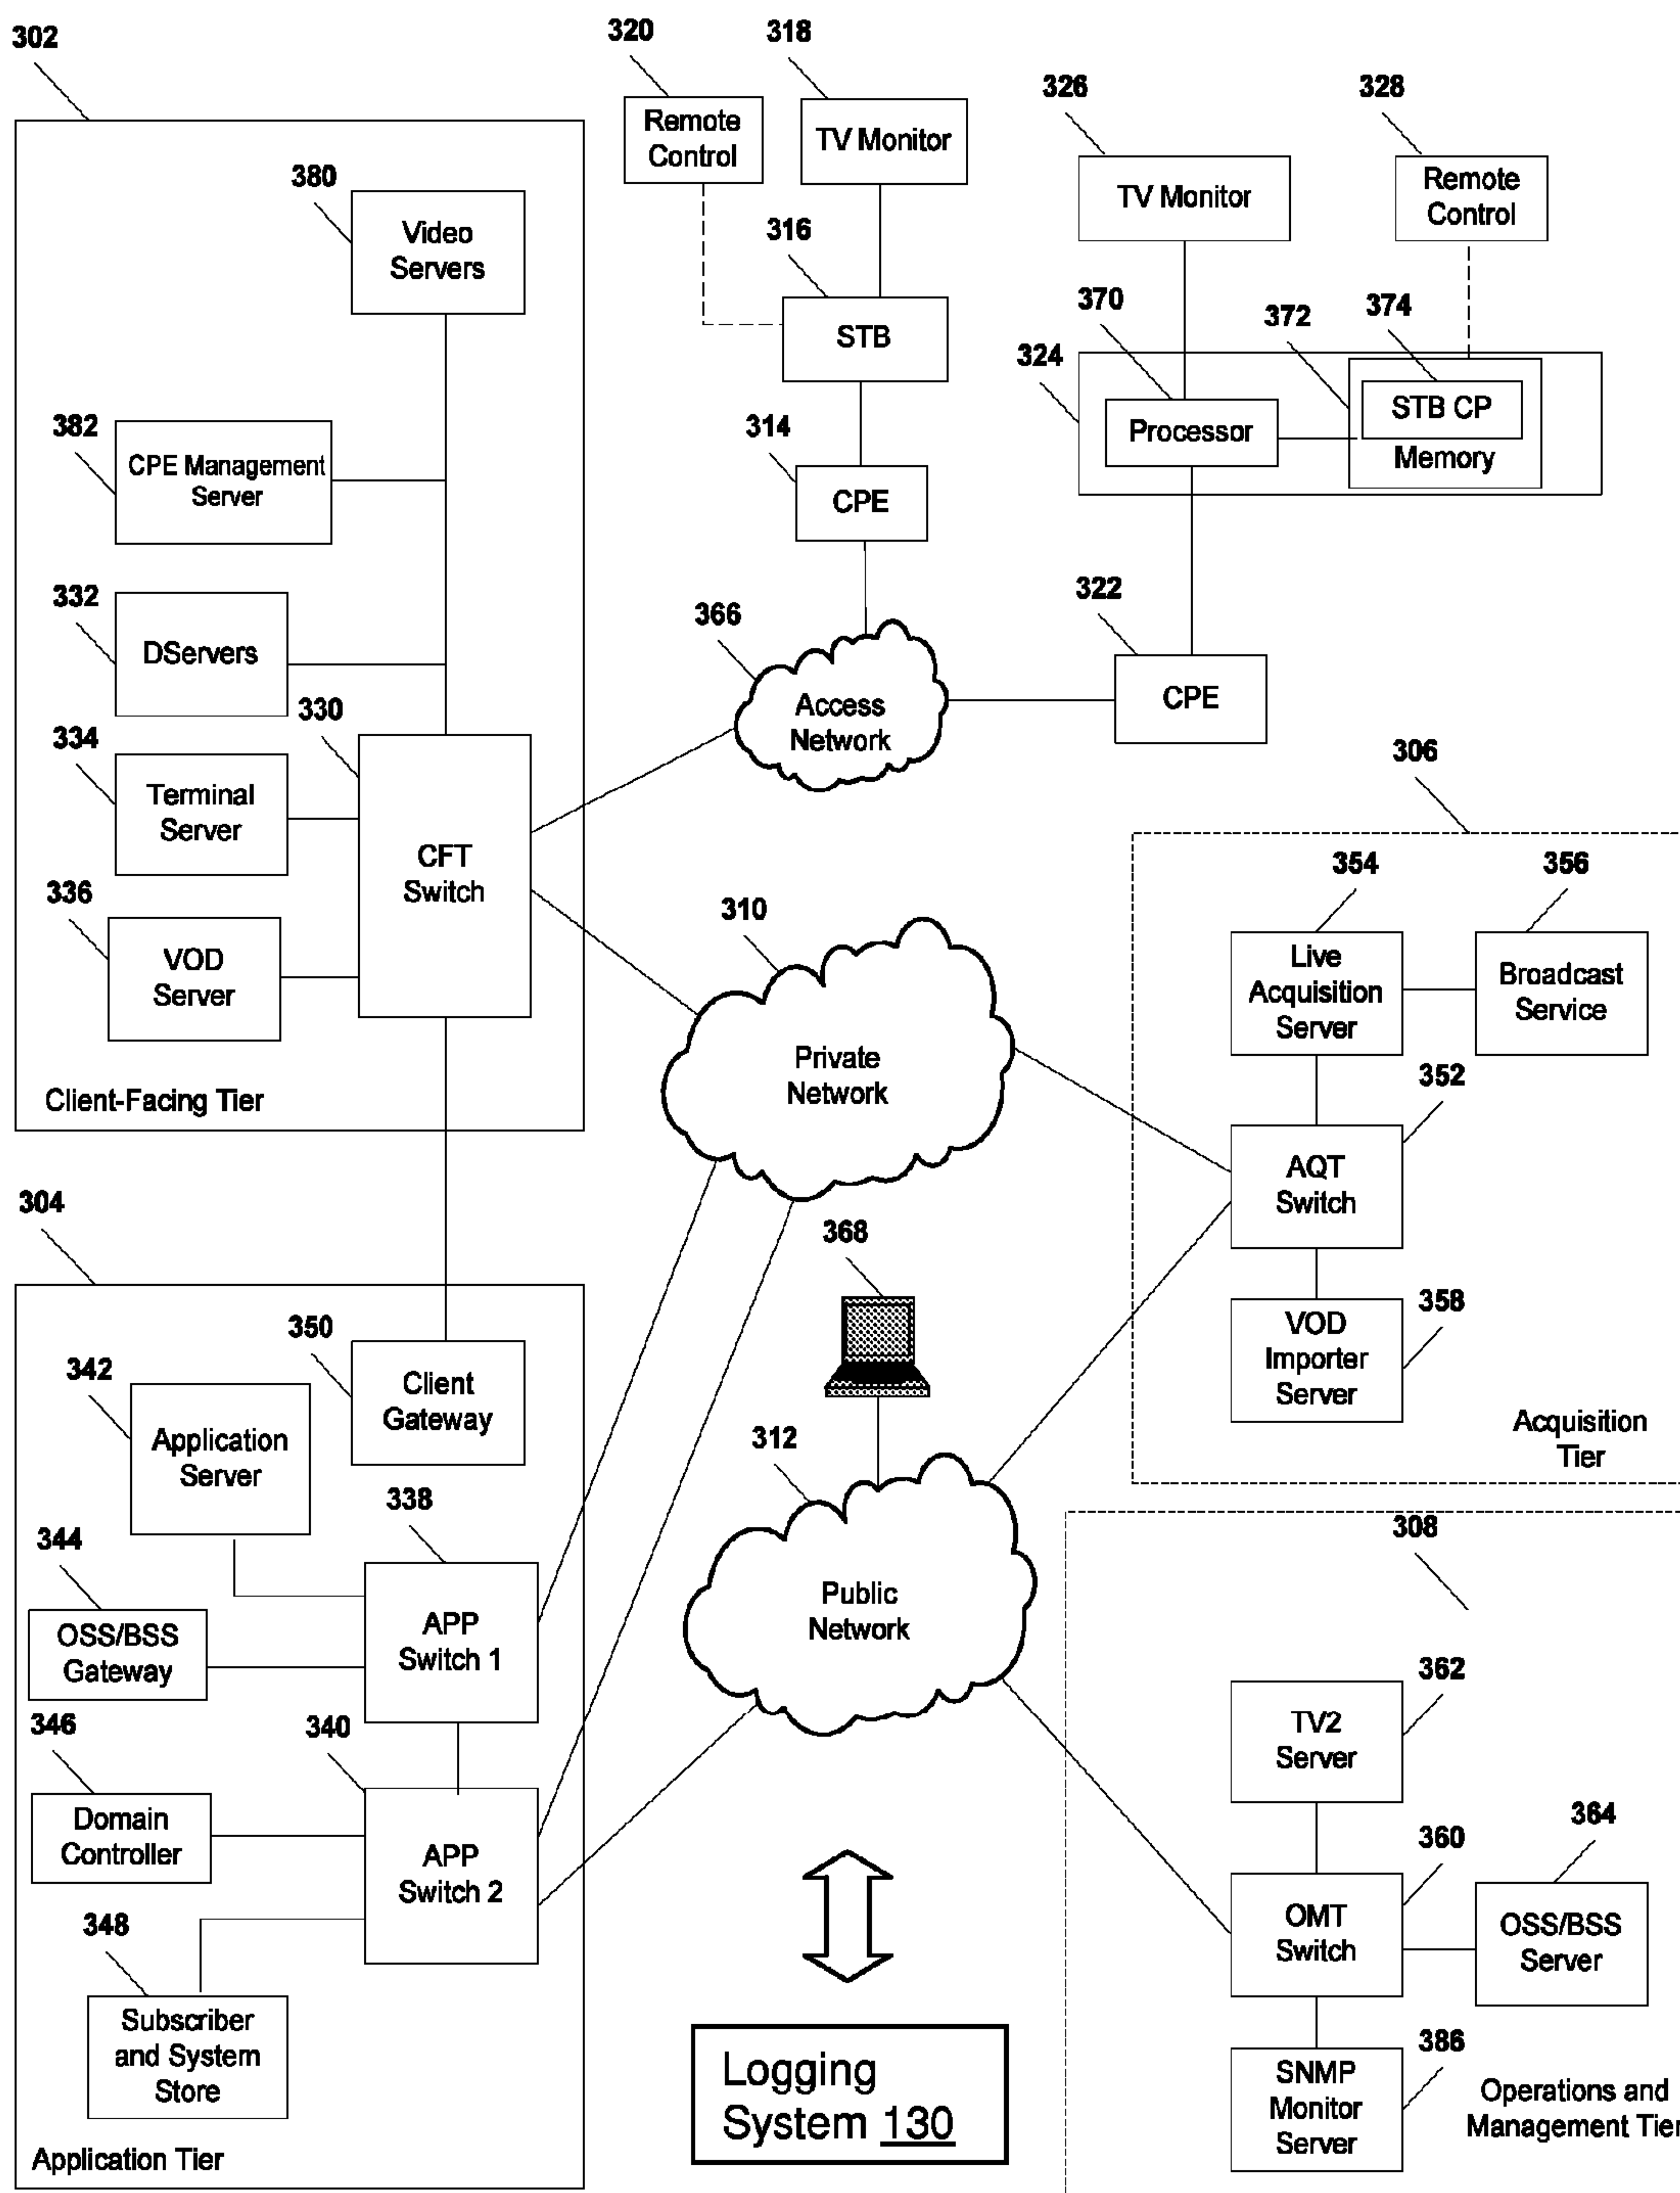 302
320
318
326
328
Remote
Control
TV Monitor
TV Monitor
Remote
Control
380
Video
Servers
316
STB
370
372
374
324
Processor
STB CP
Memory
382
CPE Management
Server
314
CPE
332
DServers
366
Access
Network
322
CPE
330
334
Terminal
Server
CFT
Switch
336
VOD
Server
Client-Facing Tier
310
Private
Network
306
354
356
Live
Acquisition
Server
Broadcast
Service
352
AQT
Switch
358
VOD
Importer
Server
Acquisition
Tier
304
350
Client
Gateway
342
Application
Server
368
312
Public
Network
338
344
OSS/BSS
Gateway
APP
Switch 1
346
340
Domain
Controller
APP
Switch 2
348
Subscriber
and System
Store
Application Tier
308
362
TV2
Server
360
364
OMT
Switch
OSS/BSS
Server
386
SNMP
Monitor
Server
Operations and
Management Tier
Logging
System 130